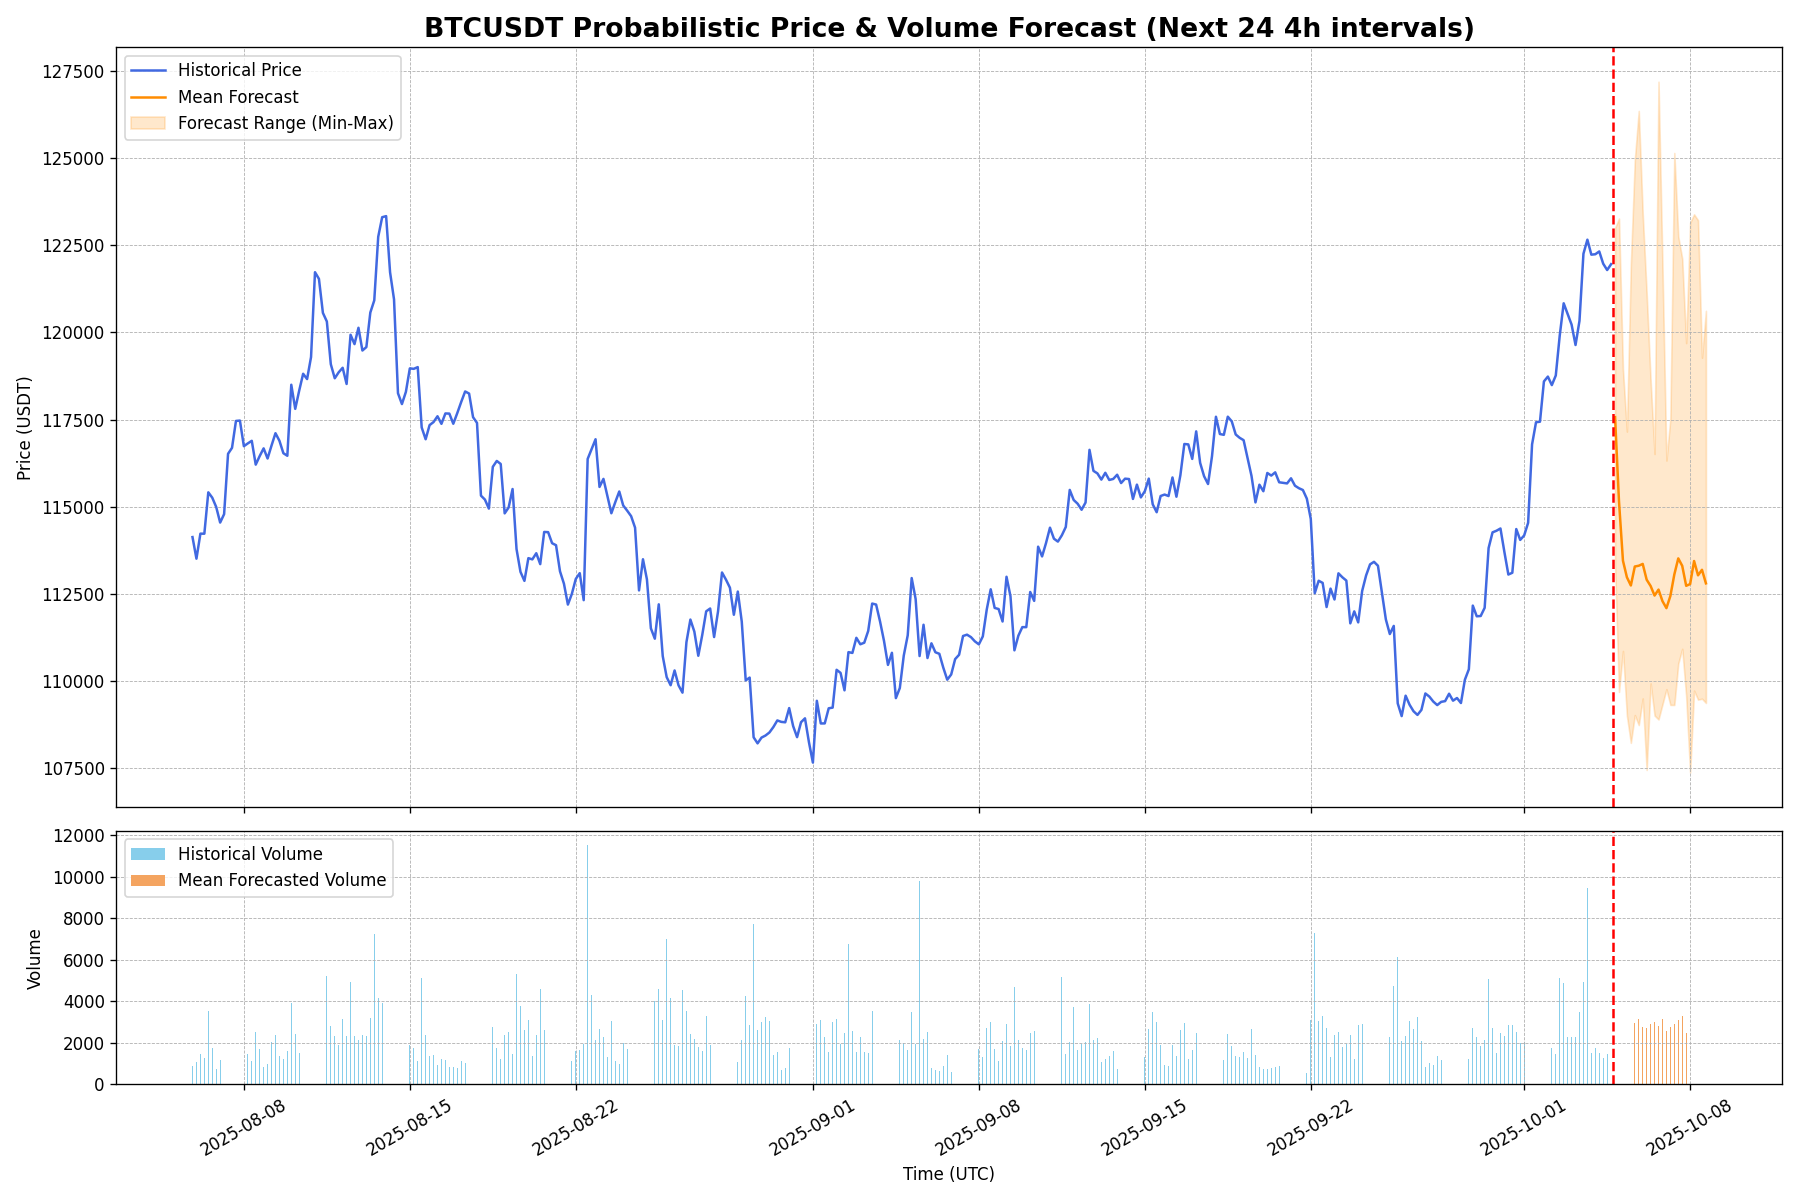 BTCUSDT Probabilistic Price & Volume Forecast (Next 24 4h intervals)
Historical Price
Mean Forecast
Forecast Range (Min-Max)
Price (USDT)
127500
125000
122500
120000
117500
115000
112500
110000
107500
Historical Volume
Mean Forecasted Volume
Volume
12000
10000
8000
6000
4000
2000
0
2025-08-08
2025-08-15
2025-08-22
2025-09-01
2025-09-08
2025-09-15
2025-09-22
2025-10-01
2025-10-08
Time (UTC)